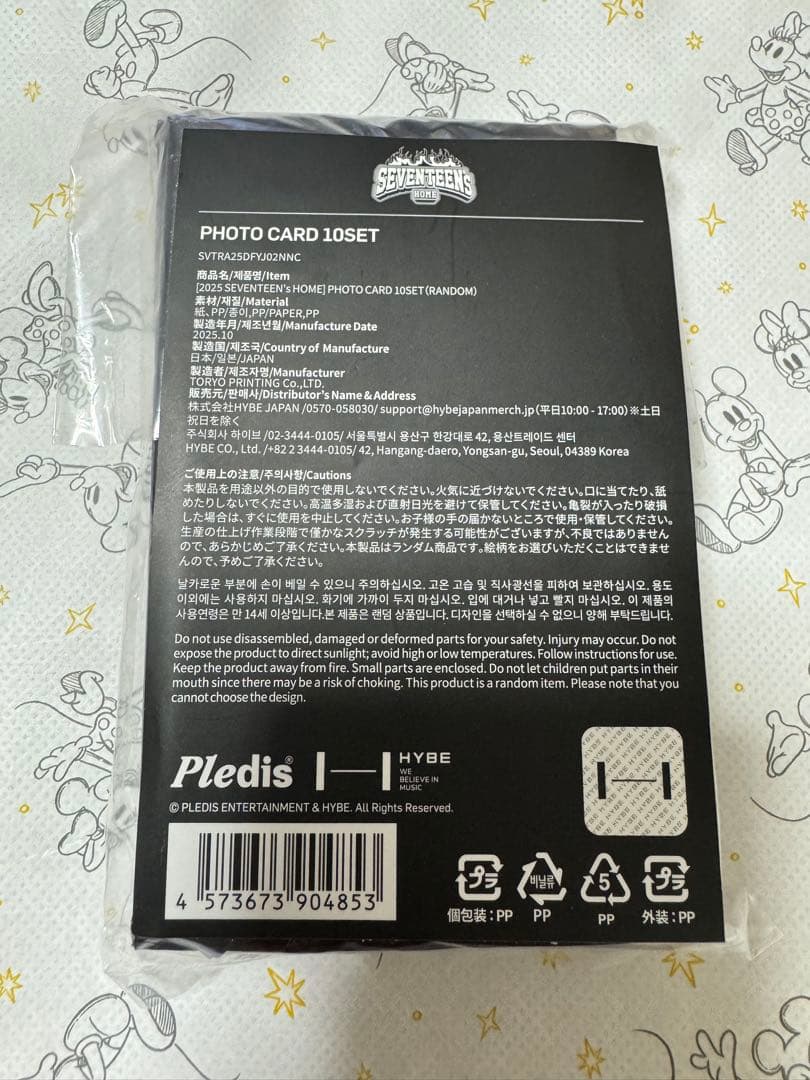 SEVENTEEN's
HOME
PHOTO CARD 10SET
SVTRA25DFYJ02NNC
商品名/제품명/Item
[2025 SEVENTEEN's HOME] PHOTO CARD 10SET (RANDOM)
素材/재질/Material
紙、PP/종이,PP/PAPER,PP
製造年月/제조년월/Manufacture Date
2025.10
製造国/제조국/Country of Manufacture
日本/일본/JAPAN
製造者/제조자명/Manufacturer
TORYO PRINTING Co.,LTD.
販売元/판매사/Distributor's Name & Address
株式会社HYBE JAPAN /0570-058030/ support@hybejapanmerch.jp(平日10:00 - 17:00)※土日
祝日を除く
주식회사 하이브 /02-3444-0105/ 서울특별시 용산구 한강대로 42, 용산트레이드 센터
HYBE CO., Ltd. /+82 2 3444-0105/ 42, Hangang-daero, Yongsan-gu, Seoul, 04389 Korea
ご使用上の注意/주의사항/Cautions
本製品を用途以外の目的で使用しないでください。火気に近づけないでください。口に当てたり、舐
めたりしないでください。高温多湿および直射日光を避けて保管してください。亀裂が入ったり破損
した場合は、すぐに使用を中止してください。お子様の手の届かないところで使用・保管してください。
生産の仕上げ作業段階で僅かなスクラッチが発生する可能性がございますが、不良ではありません
ので、あらかじめご了承ください。本製品はランダム商品です。絵柄をお選びいただくことはできませ
んので、予めご了承ください。
날카로운 부분에 손이 베일 수 있으니 주의하십시오. 고온 고습 및 직사광선을 피하여 보관하십시오. 용도
이외에는 사용하지 마십시오. 화기에 가까이 두지 마십시오. 입에 대거나 넣고 빨지 마십시오. 이 제품의
사용연령은 만 14세 이상입니다.본 제품은 랜덤 상품입니다. 디자인을 선택하실 수 없으니 양해 부탁드립니다.
Do not use disassembled, damaged or deformed parts for your safety. Injury may occur. Do not
expose the product to direct sunlight; avoid high or low temperatures. Follow instructions for use.
Keep the product away from fire. Small parts are enclosed. Do not let children put parts in their
mouth since there may be a risk of choking. This product is a random item. Please note that you
cannot choose the design.
Pledis® HYBE
WE
BELIEVE IN
MUSIC
© PLEDIS ENTERTAINMENT & HYBE. All Rights Reserved.
4 573673 904853
プラ 비닐류 5 プラ
個包装:PP PP PP 外装:PP